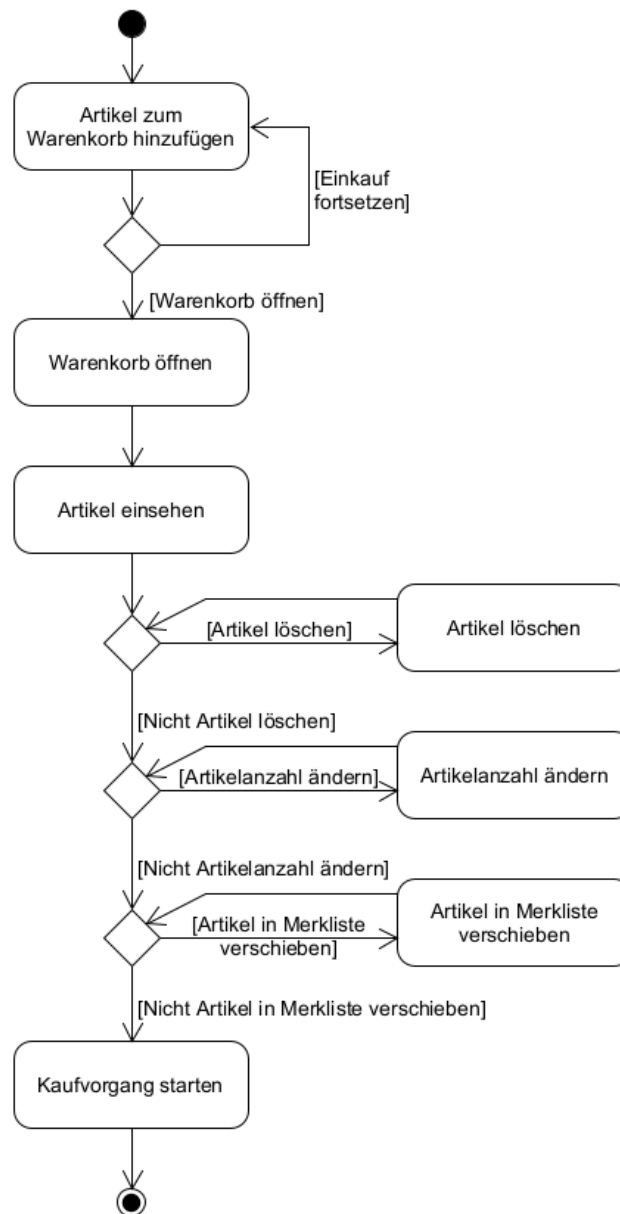 Artikel zum
Warenkorb hinzufügen
[Einkauf
fortsetzen]
[Warenkorb öffnen]
Warenkorb öffnen
Artikel einsehen
[Artikel löschen]
Artikel löschen
[Nicht Artikel löschen]
[Artikelanzahl ändern]
Artikelanzahl ändern
[Nicht Artikelanzahl ändern]
[Artikel in Merkliste
verschieben]
Artikel in Merkliste
verschieben
[Nicht Artikel in Merkliste verschieben]
Kaufvorgang starten